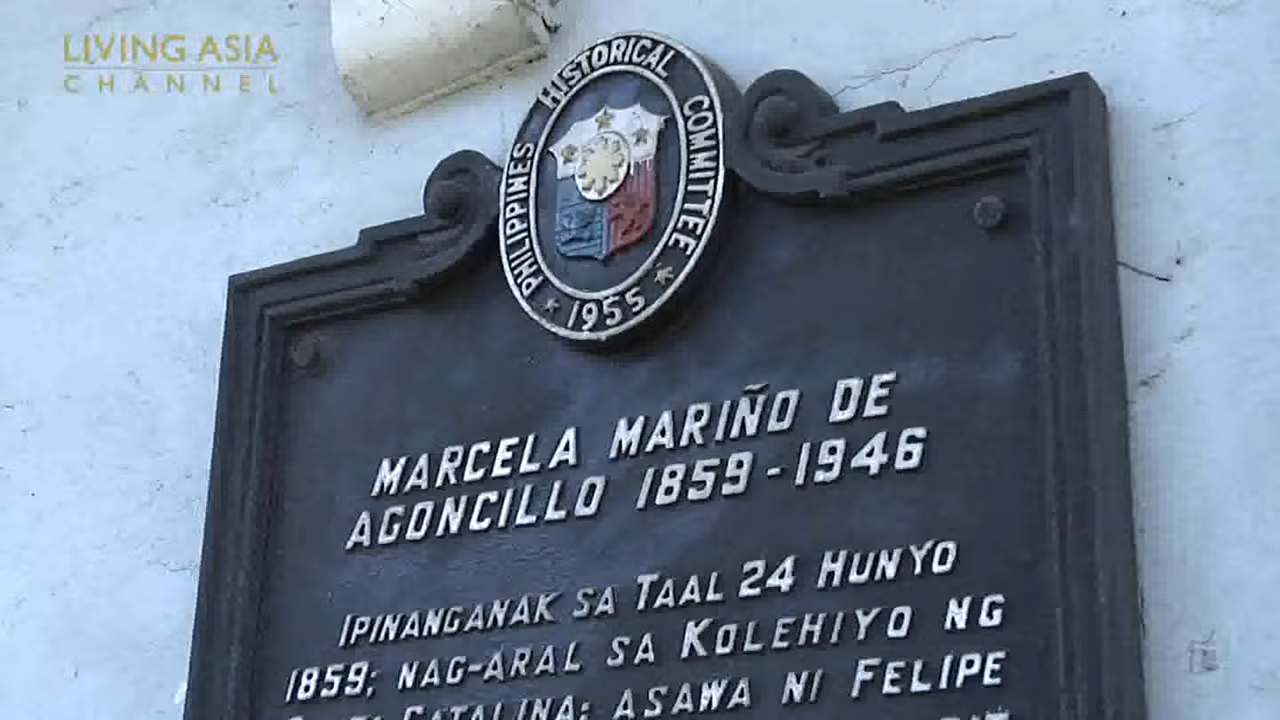 LIVING ASIA
CHANNEL
PHILIPPINES HISTORICAL COMMITTEE
1955
MARCELA MARIÑO DE
AGONCILLO 1859-1946
IPINANGANAK SA TAAL 24 HUNYO
1859; NAG-ARAL SA KOLEHIYO NG
CATALINA; ASAWA NI FELIPE